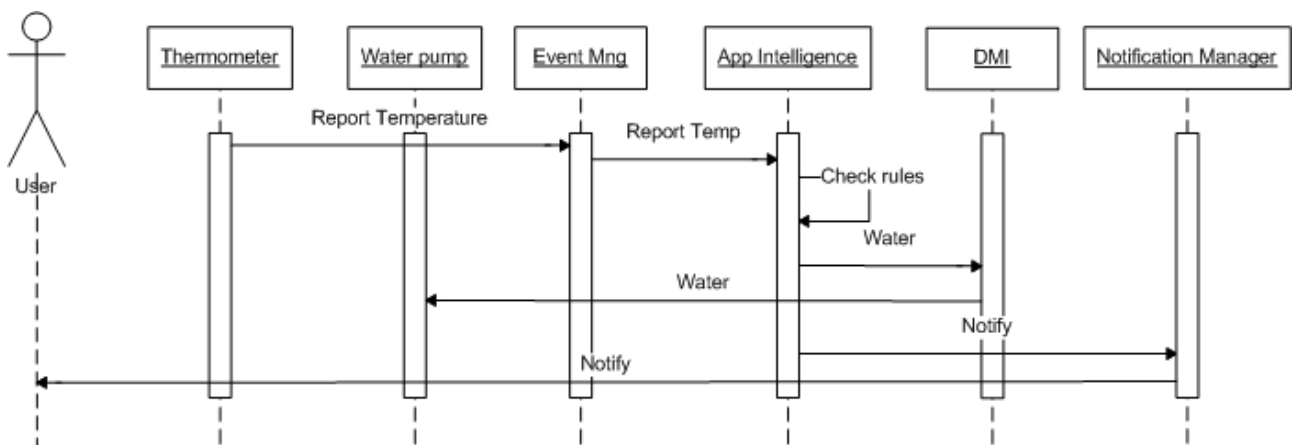 Thermometer
Water pump
Event Mng
App Intelligence
DMI
Notification Manager
Report Temperature
Report Temp
Check rules
User
Water
Water
Notify
Notify